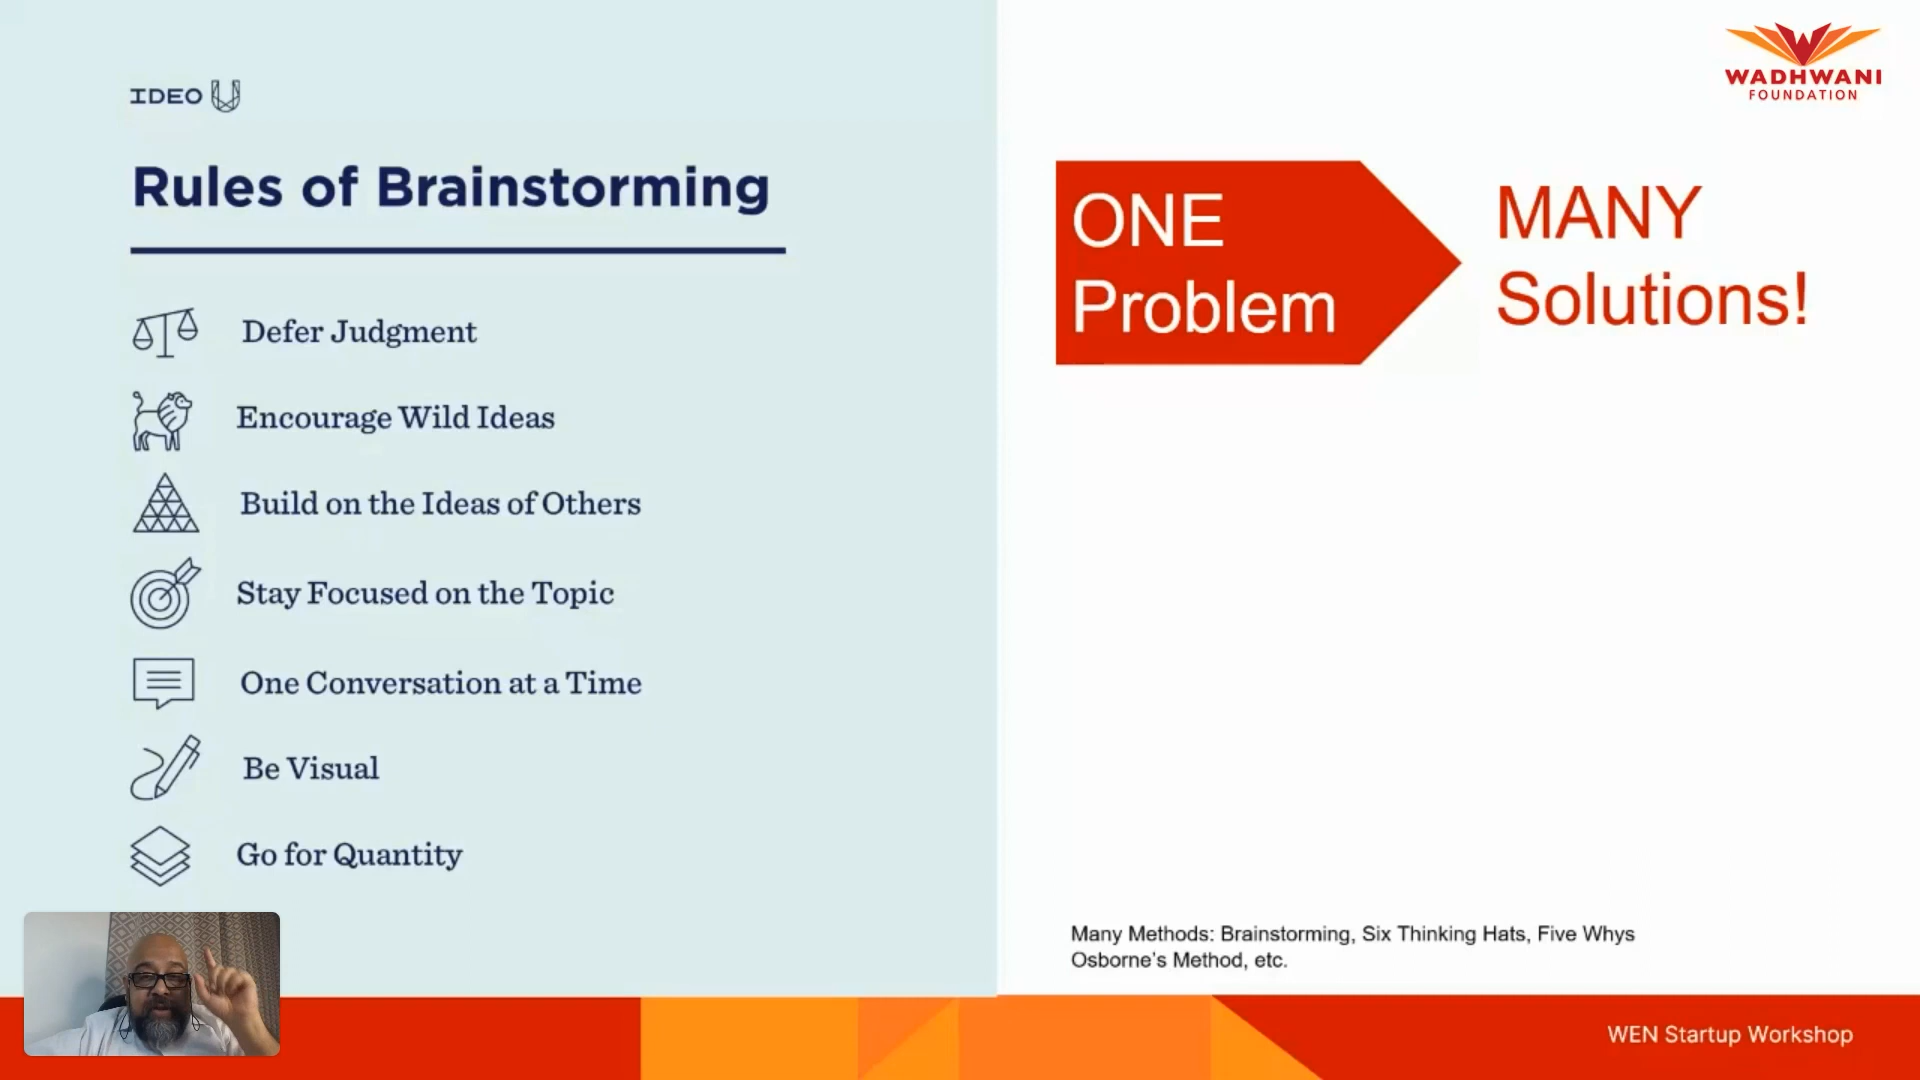 IDEO U
Rules of Brainstorming
Defer Judgment
Encourage Wild Ideas
Build on the Ideas of Others
Stay Focused on the Topic
One Conversation at a Time
Be Visual
Go for Quantity
WADHWANI
FOUNDATION
ONE
Problem
MANY
Solutions!
Many Methods: Brainstorming, Six Thinking Hats, Five Whys
Osborne's Method, etc.
WEN Startup Workshop